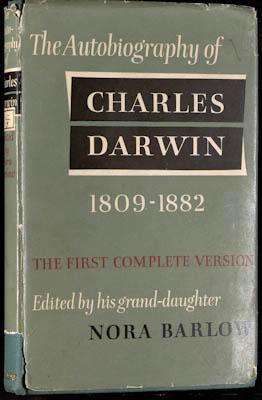 The Autobiography of
CHARLES
DARWIN
1809-1882
THE FIRST COMPLETE VERSION
Edited by his grand-daughter
NORA BARLOW